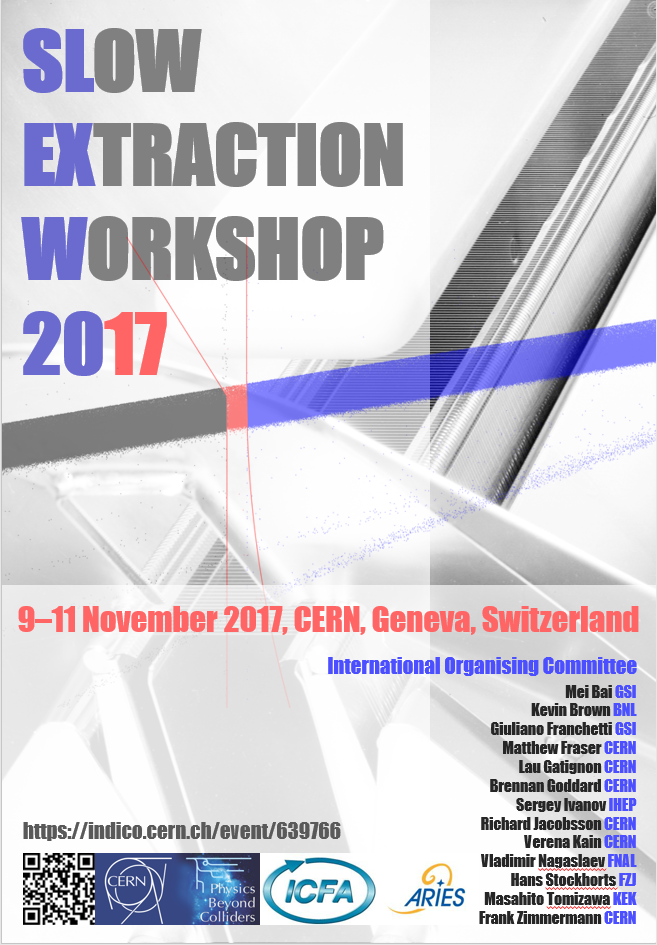 SLOW
EXTRACTION
WORKSHOP
2017
9–11 November 2017, CERN, Geneva, Switzerland
International Organising Committee
Mei Bai GSI
Kevin Brown BNL
Giuliano Franchetti GSI
Matthew Fraser CERN
Lau Gatignon CERN
Brennan Goddard CERN
Sergey Ivanov IHEP
Richard Jacobsson CERN
Verena Kain CERN
Vladimir Nagaslaev FNAL
Hans Stockhorts FZJ
Masahito Tomizawa KEK
Frank Zimmermann CERN
https://indico.cern.ch/event/639766
CERN
Physics
Beyond
Colliders
ICFA
ARIES